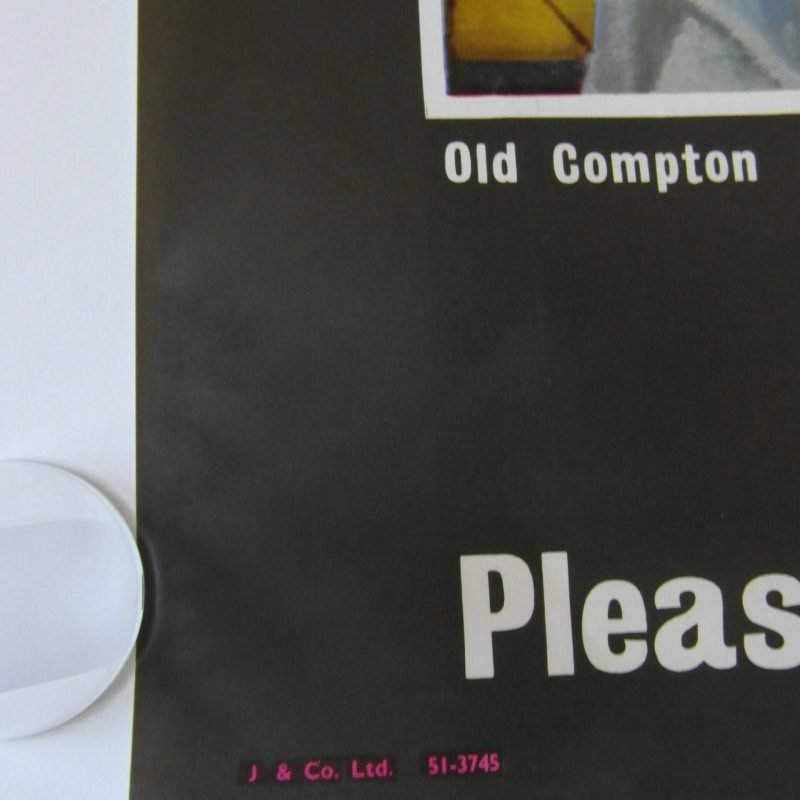 Old Compton
Pleas
J & Co. Ltd. 51-3745